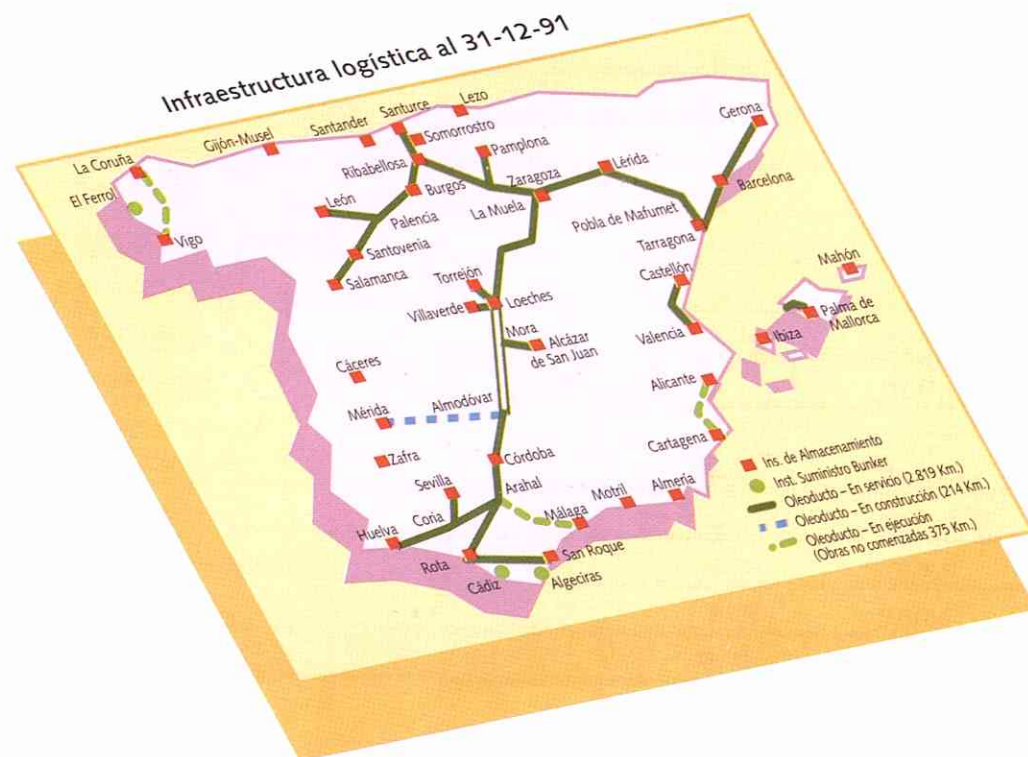 Infraestructura logística al 31-12-91
Lezo
Santurce
Santander
Gijón-Musel
La Coruña
Somorrostro
Gerona
Pamplona
Ribabellosa
Lérida
El Ferrol
Zaragoza
Barcelona
Burgos
León
La Muela
Palencia
Pobla de Mafumet
Vigo
Tarragona
Santovenia
Mahón
Castellón
Salamanca
Torrejón
Loeches
Palma de
Mallorca
Villaverde
Mora
Valencia
Ibiza
Alcázar
de San Juan
Cáceres
Alicante
Almodóvar
Mérida
Cartagena
Zafra
Córdoba
Sevilla
Arahal
Almería
Motril
Málaga
Coria
Huelva
San Roque
Rota
Cádiz
Algeciras
Ins. de Almacenamiento
Inst. Suministro Bunker
Oleoducto – En servicio (2.819 Km.)
Oleoducto – En construcción (214 Km.)
Oleoducto – En ejecución
(Obras no comenzadas 375 Km.)